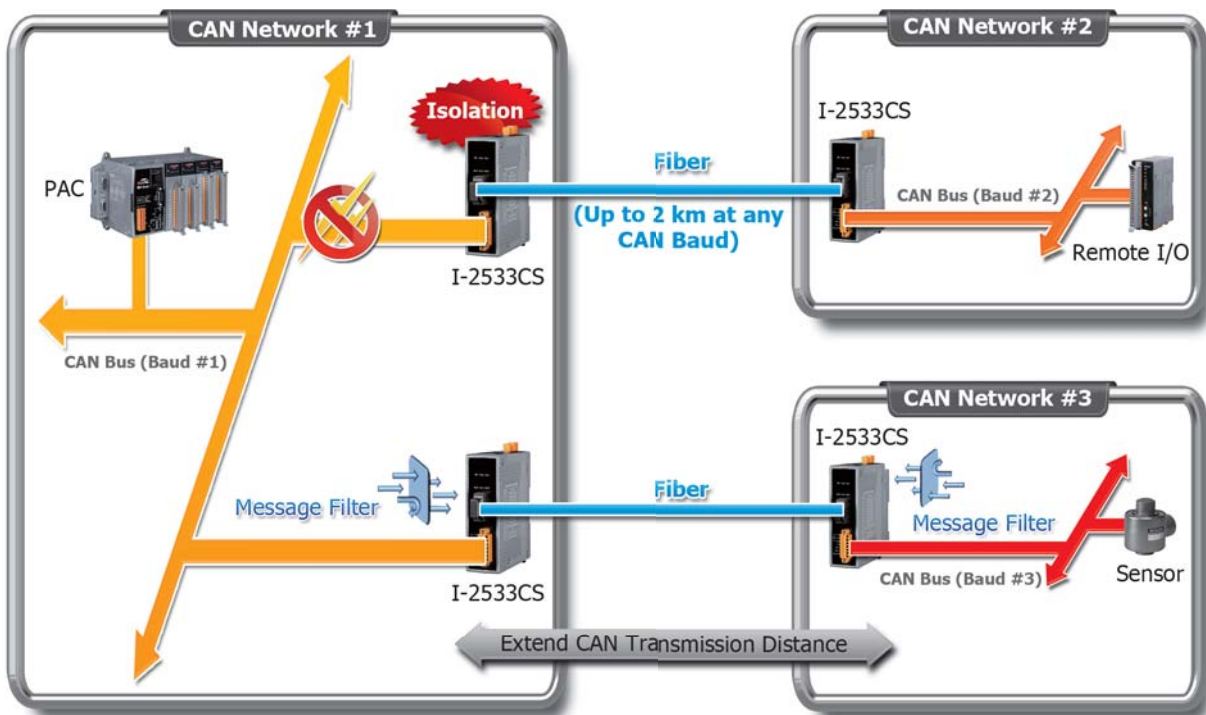 CAN Network #1
Isolation
PAC
I-2533CS
CAN Bus (Baud #1)
Message Filter
I-2533CS
Fiber
(Up to 2 km at any
CAN Baud)
Fiber
Extend CAN Transmission Distance
CAN Network #2
I-2533CS
CAN Bus (Baud #2)
Remote I/O
CAN Network #3
I-2533CS
Message Filter
CAN Bus (Baud #3)
Sensor